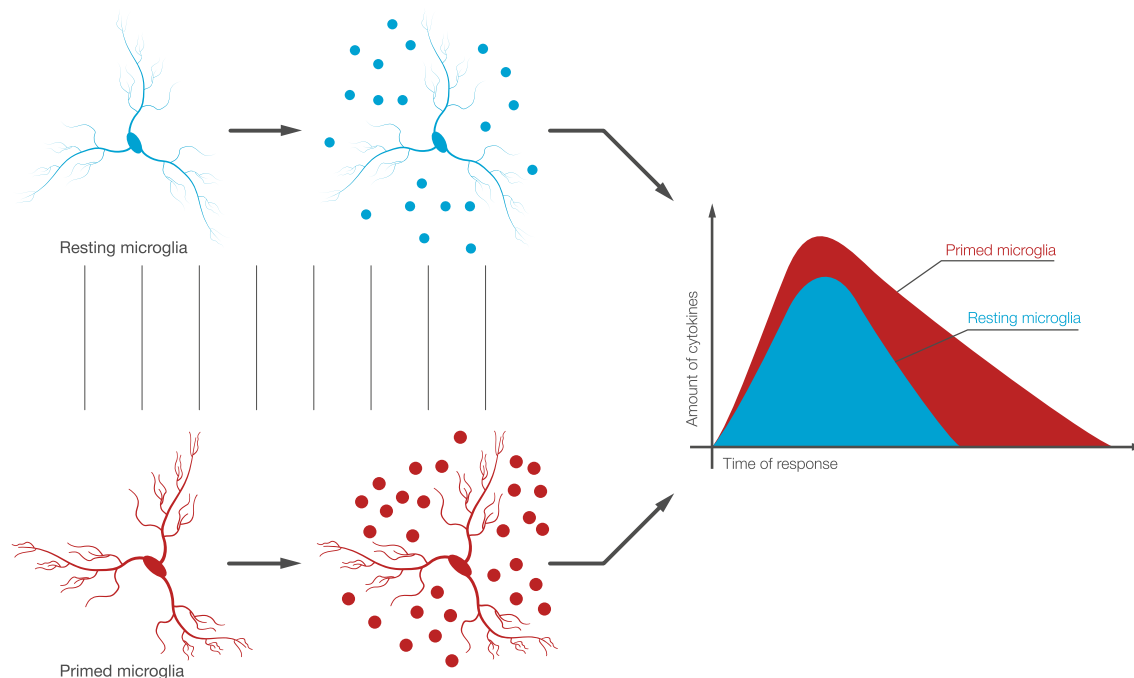 Resting microglia
Primed microglia
Amount of cytokines
Time of response
Primed microglia
Resting microglia